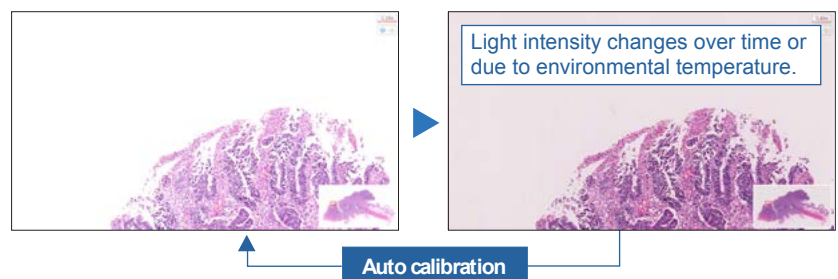 Light intensity changes over time or
due to environmental temperature.
Auto calibration